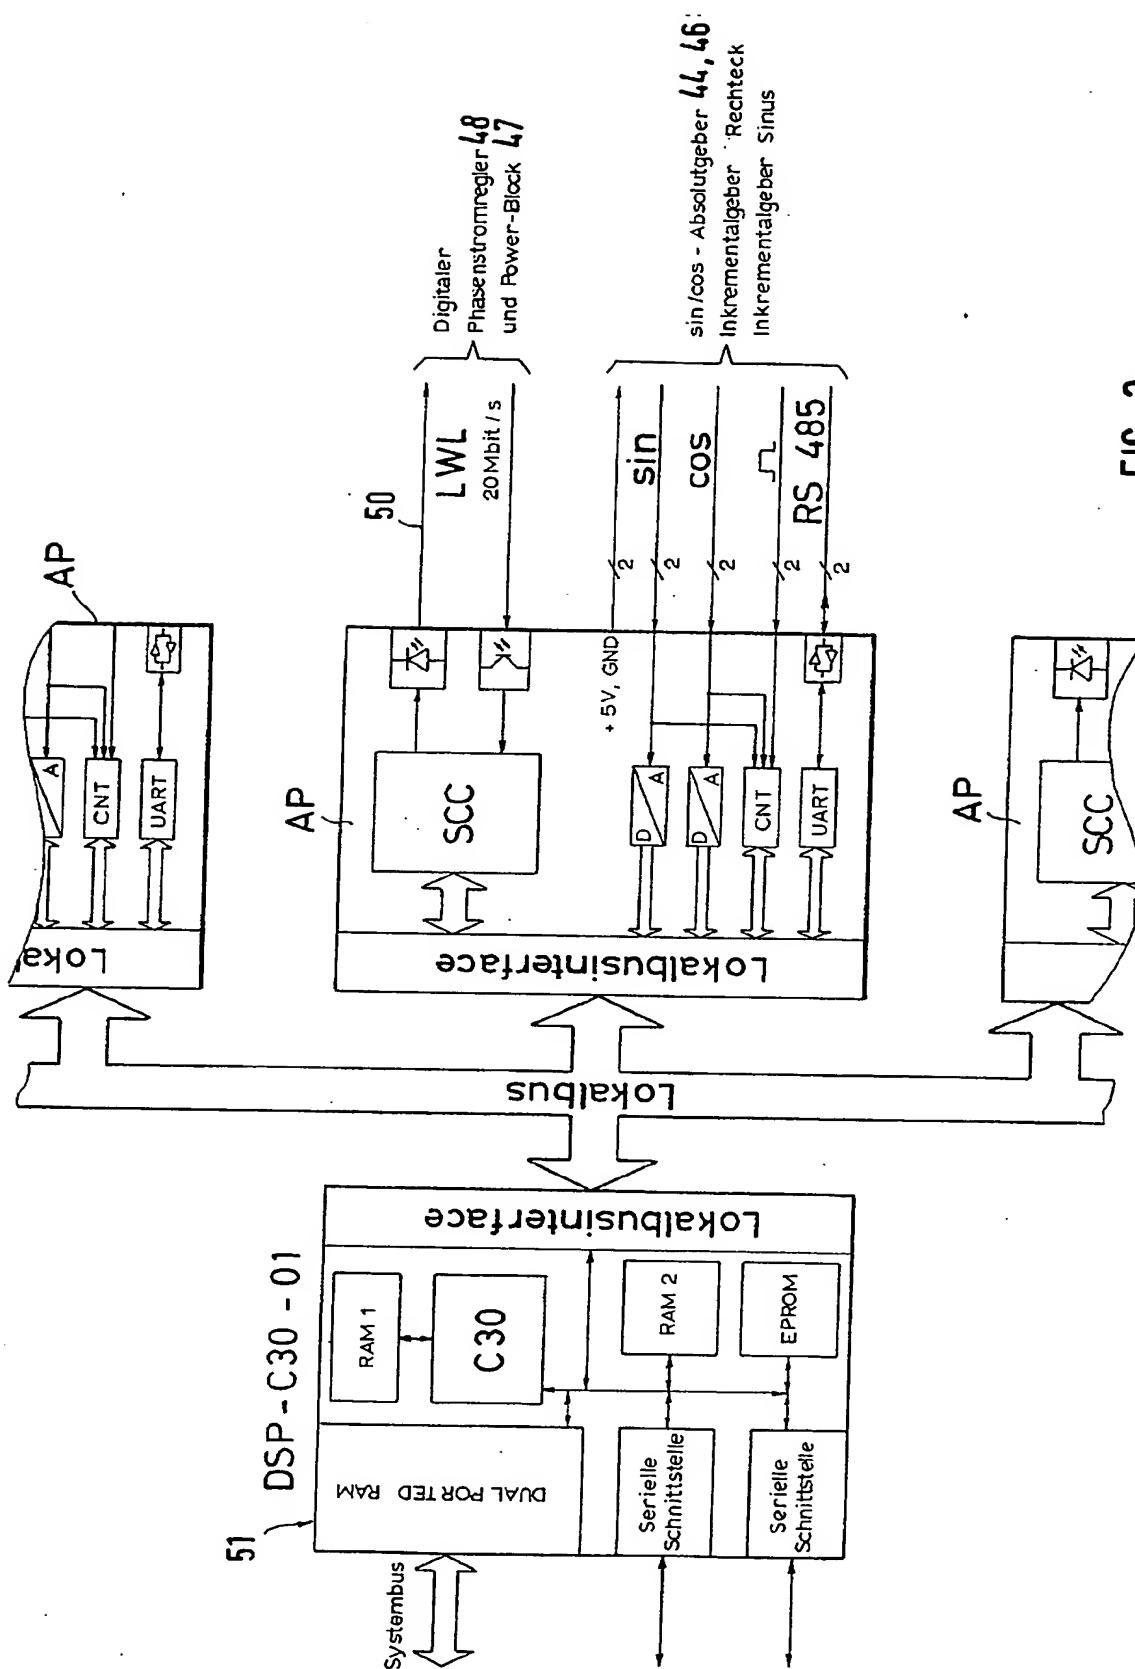 DSP-C30-01
51
Systembus
DUAL PORTED RAM
RAM 1
C30
Serielle
Schnittstelle
RAM 2
Serielle
Schnittstelle
EPROM
Lokalbusinterface
Lokalbus
Loka
A
CNT
UART
AP
AP
Lokalbusinterface
SCC
+5V, GND
D
A
D
A
CNT
UART
50
LWL
20Mbit/s
Digitaler
Phasenstromregler 48
und Power-Block 47
2
2
sin
2
cos
2
2
RS 485
sin/cos - Absolutgeber 44, 46
Inkrementalgeber Rechteck
Inkrementalgeber Sinus
AP
SCC